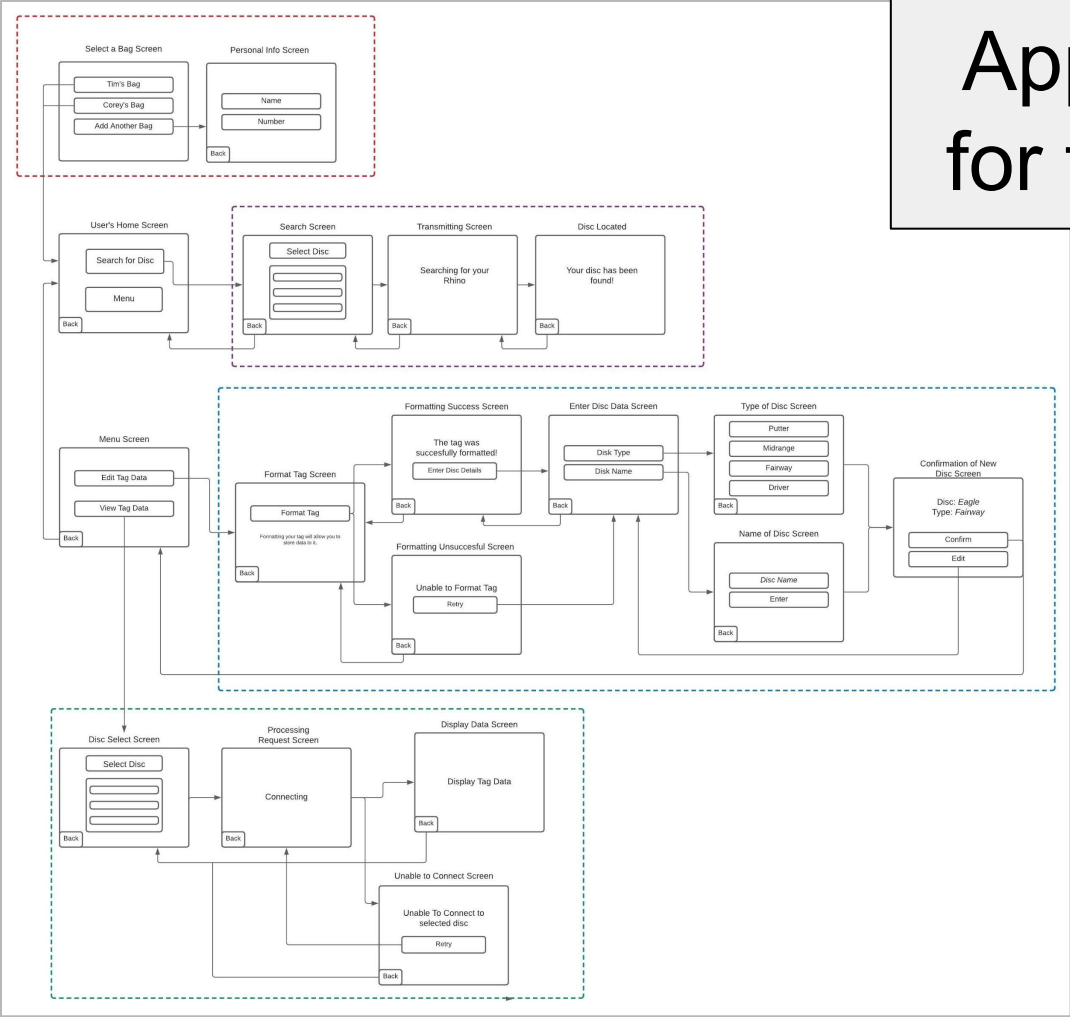 App
for
Select a Bag Screen
Tim's Bag
Corey's Bag
Add Another Bag
Personal Info Screen
Name
Number
Back
User's Home Screen
Search for Disc
Menu
Back
Search Screen
Select Disc
Back
Transmitting Screen
Searching for your
Rhino
Back
Disc Located
Your disc has been
found!
Back
Menu Screen
Edit Tag Data
View Tag Data
Back
Format Tag Screen
Format Tag
Formatting your tag will allow you to
store data to it.
Back
Formatting Success Screen
The tag was
succesfully formatted!
Enter Disc Details
Back
Formatting Unsuccesful Screen
Unable to Format Tag
Retry
Back
Enter Disc Data Screen
Disk Type
Disk Name
Back
Type of Disc Screen
Putter
Midrange
Fairway
Driver
Back
Name of Disc Screen
Disc Name
Enter
Back
Confirmation of New
Disc Screen
Disc: Eagle
Type: Fairway
Confirm
Edit
Disc Select Screen
Select Disc
Back
Processing
Request Screen
Connecting
Back
Display Data Screen
Display Tag Data
Back
Unable to Connect Screen
Unable To Connect to
selected disc
Retry
Back